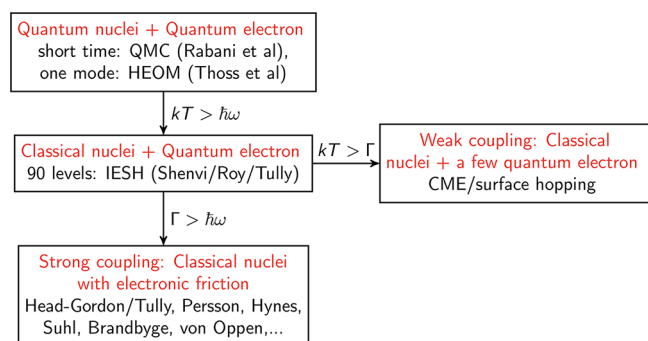 Quantum nuclei + Quantum electron
short time: QMC (Rabani et al),
one mode: HEOM (Thoss et al)
kT > ħω
Classical nuclei + Quantum electron
90 levels: IESH (Shenvi/Roy/Tully)
kT > Γ
Weak coupling: Classical
nuclei + a few quantum electron
CME/surface hopping
Γ > ħω
Strong coupling: Classical nuclei
with electronic friction
Head-Gordon/Tully, Persson, Hynes,
Suhl, Brandbyge, von Oppen,...